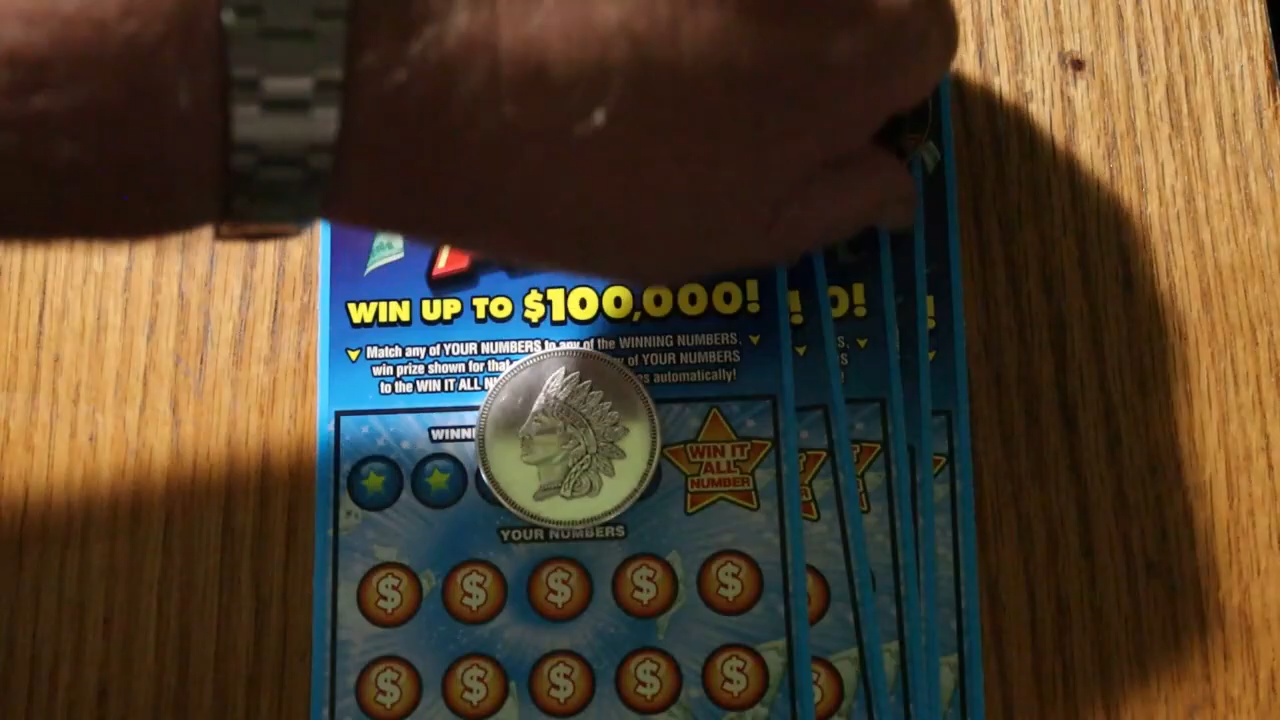 WIN UP TO $100,000! ! O! !
Match any of YOUR NUMBERS to any of the WINNING NUMBERS, S,
win prize shown for that y of YOUR NUMBERS S
to the WIN IT ALL N es automatically! !
WINN
WIN IT
ALL
NUMBER
YOUR NUMBERS
$ $ $ $ $
$ $ $ $ $ $